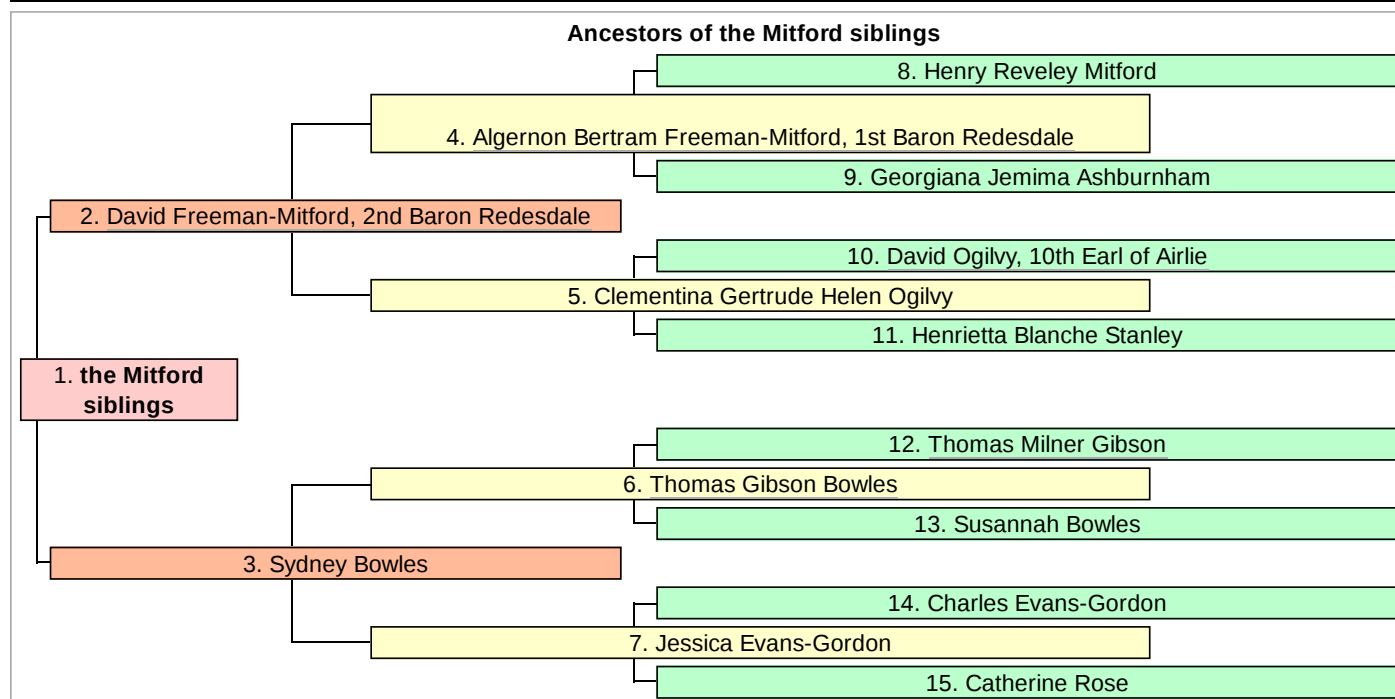 Ancestors of the Mitford siblings
8. Henry Reveley Mitford
4. Algernon Bertram Freeman-Mitford, 1st Baron Redesdale
9. Georgiana Jemima Ashburnham
2. David Freeman-Mitford, 2nd Baron Redesdale
10. David Ogilvy, 10th Earl of Airlie
5. Clementina Gertrude Helen Ogilvy
11. Henrietta Blanche Stanley
1. the Mitford
siblings
12. Thomas Milner Gibson
6. Thomas Gibson Bowles
13. Susannah Bowles
3. Sydney Bowles
14. Charles Evans-Gordon
7. Jessica Evans-Gordon
15. Catherine Rose